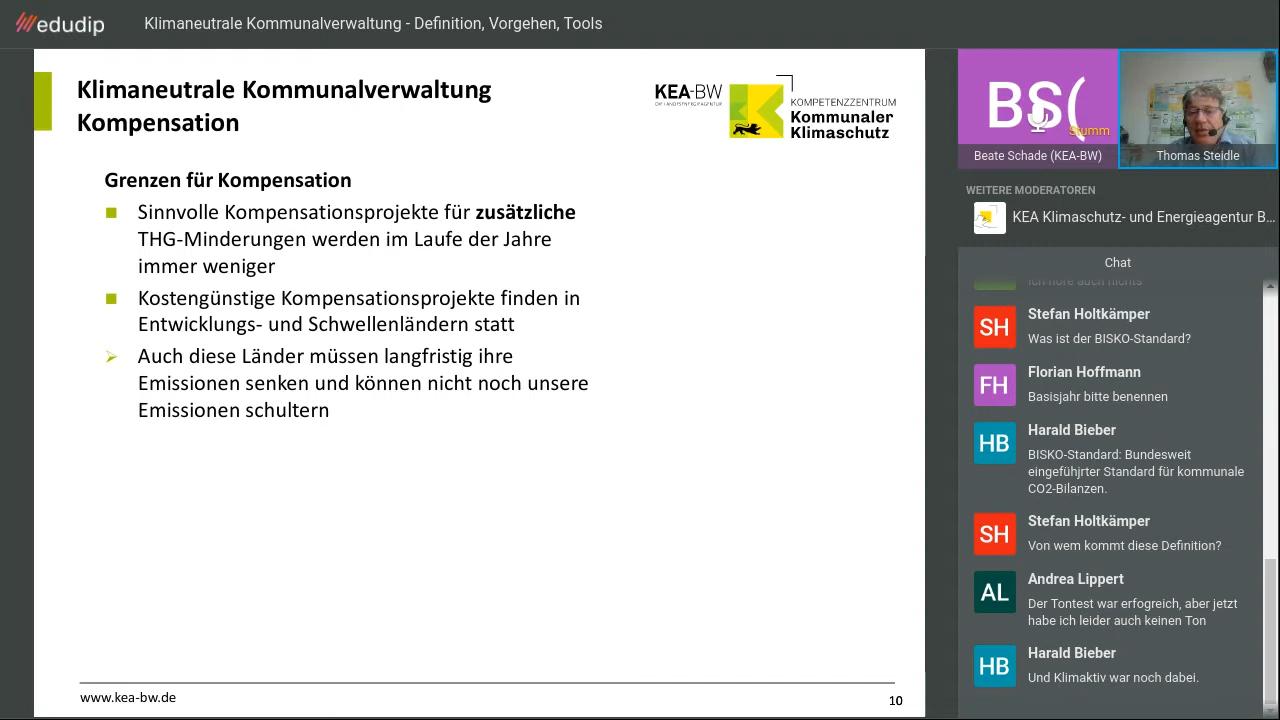 edudip
Klimaneutrale Kommunalverwaltung - Definition, Vorgehen, Tools
Klimaneutrale Kommunalverwaltung
Kompensation
KEA-BW
DIE LANDESENERGIEAGENTUR
KOMPETENZZENTRUM
Kommunaler
Klimaschutz
Grenzen für Kompensation
Sinnvolle Kompensationsprojekte für zusätzliche
THG-Minderungen werden im Laufe der Jahre
immer weniger
Kostengünstige Kompensationsprojekte finden in
Entwicklungs- und Schwellenländern statt
Auch diese Länder müssen langfristig ihre
Emissionen senken und können nicht noch unsere
Emissionen schultern
www.kea-bw.de
10
BS(
Stumm
Beate Schade (KEA-BW)
Thomas Steidle
WEITERE MODERATOREN
KEA Klimaschutz- und Energieagentur B...
Chat
Ich höre auch nichts
SH
Stefan Holtkämper
Was ist der BISKO-Standard?
FH
Florian Hoffmann
Basisjahr bitte benennen
HB
Harald Bieber
BISKO-Standard: Bundesweit
eingefühjrter Standard für kommunale
CO2-Bilanzen.
SH
Stefan Holtkämper
Von wem kommt diese Definition?
AL
Andrea Lippert
Der Tontest war erfogreich, aber jetzt
habe ich leider auch keinen Ton
HB
Harald Bieber
Und Klimaktiv war noch dabei.